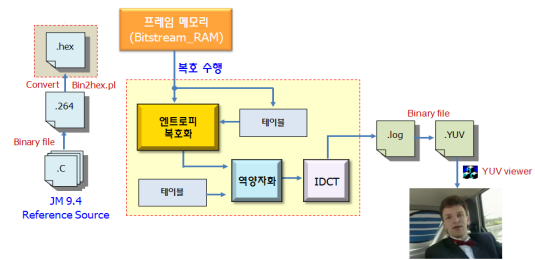 프레임 메모리
(Bitstream_RAM)
.hex
복호 수행
Convert
Bin2hex.pl
.264
엔트로피
복호화
테이블
Binary file
Binary file
.log
.YUV
.C
역양자화
IDCT
YUV viewer
테이블
JM 9.4
Reference Source